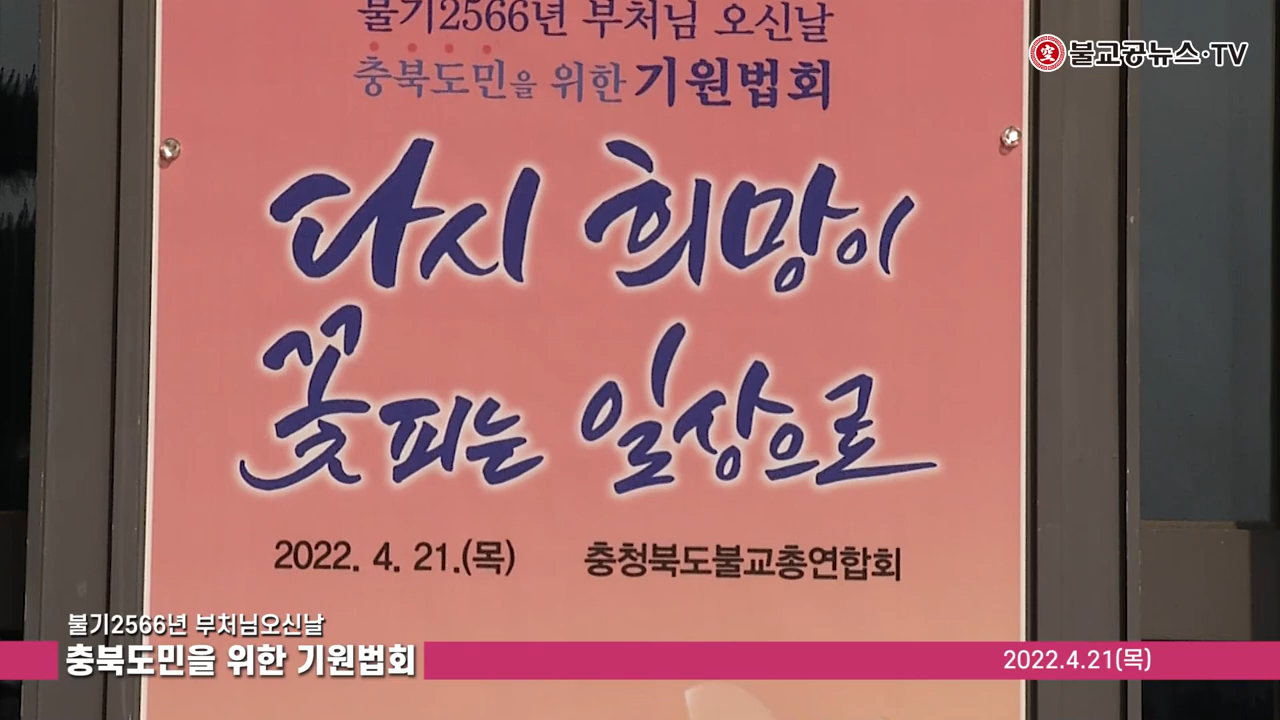 불기2566년 부처님 오신날
충북도민을 위한 기원법회
空 불교공뉴스·TV
다시 희망이
꽃피는 일상으로
2022. 4. 21.(목) 충청북도불교총연합회
불기2566년 부처님오신날
충북도민을 위한 기원법회
2022.4.21(목)